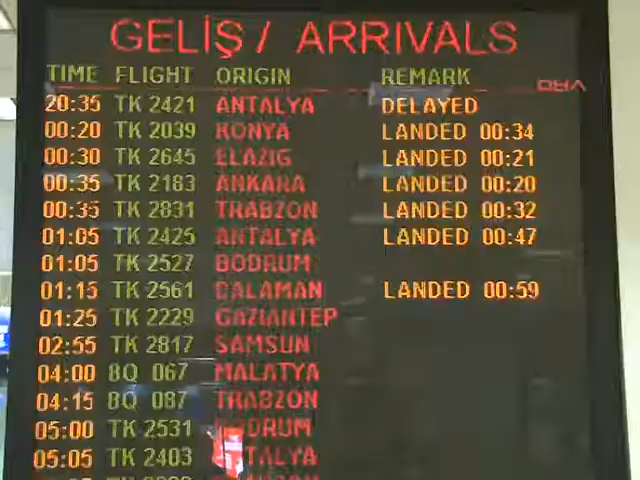 GELİŞ / ARRIVALS
TIME FLIGHT ORIGIN REMARK
DHA
20:35 TK 2421 ANTALYA DELAYED
00:20 TK 2039 KONYA LANDED 00:34
00:30 TK 2645 ELAZIG LANDED 00:21
00:35 TK 2183 ANKARA LANDED 00:20
00:35 TK 2831 TRABZON LANDED 00:32
01:05 TK 2425 ANTALYA LANDED 00:47
01:05 TK 2527 BODRUM
01:15 TK 2561 DALAMAN LANDED 00:59
01:25 TK 2229 GAZIANTEP
02:55 TK 2817 SAMSUN
04:00 8Q 067 MALATYA
04:15 8Q 087 TRABZON
05:00 TK 2531 BODRUM
05:05 TK 2403 ANTALYA